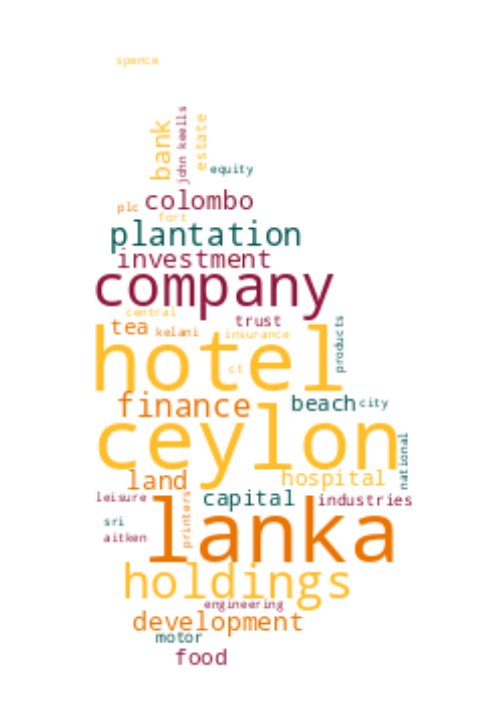 spence
bank
john keells
estate
equity
plc
colombo
fort
plantation
investment
company
central
tea
kelani
trust
insurance
products
hotel
ct
finance
beach
city
ceylon
national
land
hospital
leisure
printers
capital
industries
sri
aitken
lanka
holdings
engineering
development
motor
food